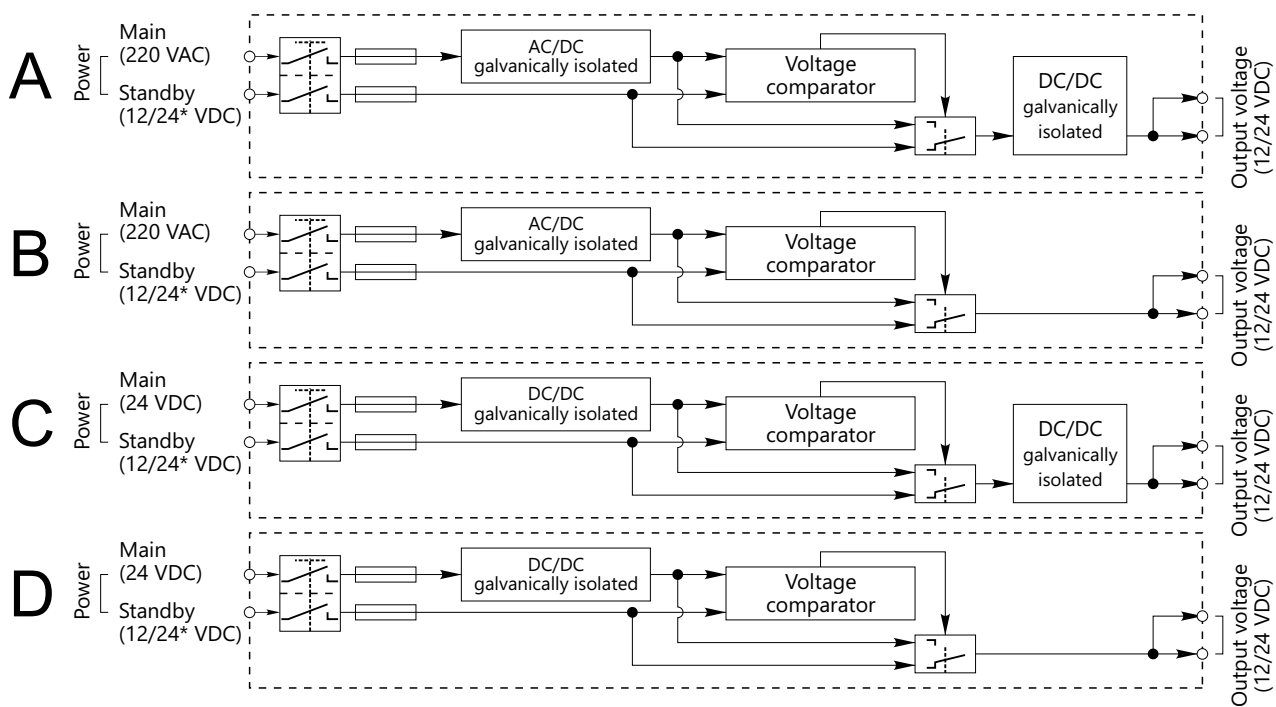 A
Power
Main
(220 VAC)
Standby
(12/24* VDC)
AC/DC
galvanically isolated
Voltage
comparator
DC/DC
galvanically
isolated
Output voltage
(12/24 VDC)
B
Power
Main
(220 VAC)
Standby
(12/24* VDC)
AC/DC
galvanically isolated
Voltage
comparator
Output voltage
(12/24 VDC)
C
Power
Main
(24 VDC)
Standby
(12/24* VDC)
DC/DC
galvanically isolated
Voltage
comparator
DC/DC
galvanically
isolated
Output voltage
(12/24 VDC)
D
Power
Main
(24 VDC)
Standby
(12/24* VDC)
DC/DC
galvanically isolated
Voltage
comparator
Output voltage
(12/24 VDC)